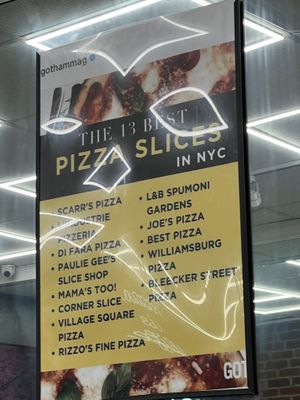 gothammag
THE 13 BEST
PIZZA SLICES
IN NYC
• SCARR'S PIZZA
PIZZERIA
• DI FARA PIZZA
• PAULIE GEE'S
SLICE SHOP
• MAMA'S TOO!
• CORNER SLICE
• VILLAGE SQUARE
PIZZA
• RIZZO'S FINE PIZZA
• L&B SPUMONI
GARDENS
• JOE'S PIZZA
• BEST PIZZA
• WILLIAMSBURG
PIZZA
• BLEECKER STREET
PIZZA
GOT